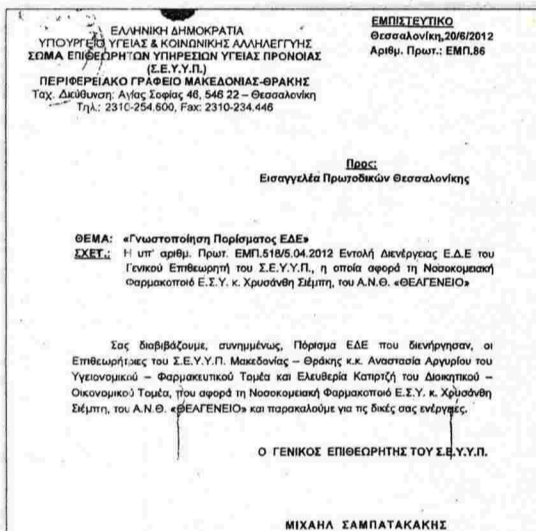 ΕΛΛΗΝΙΚΗ ΔΗΜΟΚΡΑΤΙΑ
ΥΠΟΥΡΓΕΙΟ ΥΓΕΙΑΣ & ΚΟΙΝΩΝΙΚΗΣ ΑΛΛΗΛΕΓΓΥΗΣ
ΣΩΜΑ ΕΠΙΘΕΩΡΗΤΩΝ ΥΠΗΡΕΣΙΩΝ ΥΓΕΙΑΣ ΠΡΟΝΟΙΑΣ
(Σ.Ε.Υ.Υ.Π.)
ΠΕΡΙΦΕΡΕΙΑΚΟ ΓΡΑΦΕΙΟ ΜΑΚΕΔΟΝΙΑΣ-ΘΡΑΚΗΣ
Ταχ. Διεύθυνση: Αγίας Σοφίας 46, 546 22 – Θεσσαλονίκη
Τηλ.: 2310-254.600, Fax: 2310-234.446
ΕΜΠΙΣΤΕΥΤΙΚΟ
Θεσσαλονίκη,20/6/2012
Αριθμ. Πρωτ.: ΕΜΠ.86
Προς:
Εισαγγελέα Πρωτοδικών Θεσσαλονίκης
ΘΕΜΑ: «Γνωστοποίηση Πορίσματος ΕΔΕ»
ΣΧΕΤ.: Η υπ' αριθμ. Πρωτ. ΕΜΠ.518/5.04.2012 Εντολή Διενέργειας Ε.Δ.Ε του
Γενικού Επιθεωρητή του Σ.Ε.Υ.Υ.Π., η οποία αφορά τη Νοσοκομειακή
Φαρμακοποιό Ε.Σ.Υ. κ. Χρυσάνθη Σιέμπη, του Α.Ν.Θ. «ΘΕΑΓΕΝΕΙΟ»
Σας διαβιβάζουμε, συνημμένως, Πόρισμα ΕΔΕ που διενήργησαν, οι
Επιθεωρήτριες του Σ.Ε.Υ.Υ.Π. Μακεδονίας – Θράκης κ.κ. Αναστασία Αργυρίου του
Υγειονομικού – Φαρμακευτικού Τομέα και Ελευθερία Κατιρτζή του Διοικητικού –
Οικονομικού Τομέα, που αφορά τη Νοσοκομειακή Φαρμακοποιό Ε.Σ.Υ. κ. Χρυσάνθη
Σιέμπη, του Α.Ν.Θ. «ΘΕΑΓΕΝΕΙΟ» και παρακαλούμε για τις δικές σας ενέργειες.
Ο ΓΕΝΙΚΟΣ ΕΠΙΘΕΩΡΗΤΗΣ ΤΟΥ Σ.Ε.Υ.Υ.Π.
ΜΙΧΑΗΛ ΣΑΜΠΑΤΑΚΑΚΗΣ